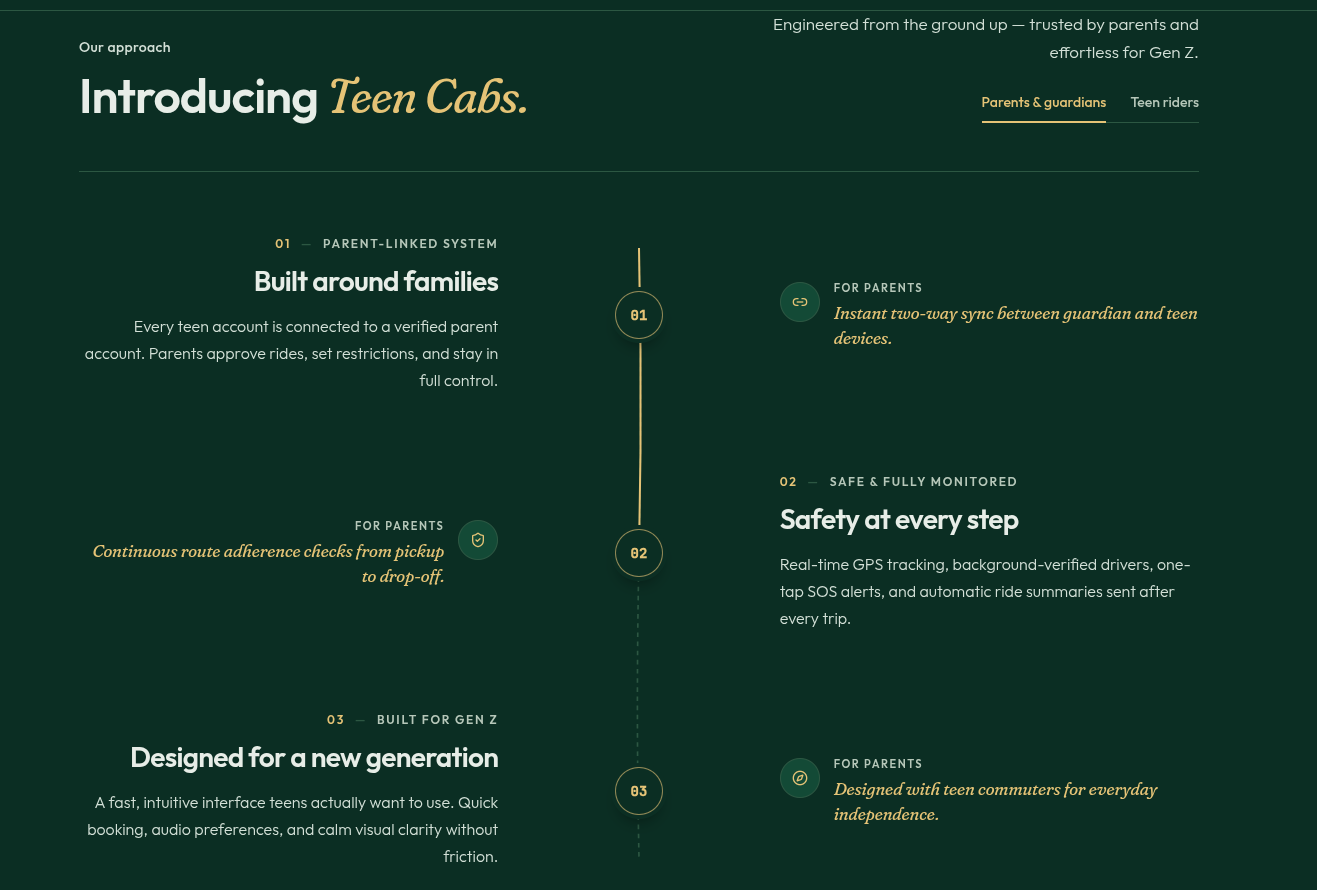 Engineered from the ground up — trusted by parents and
effortless for Gen Z.
Our approach
Introducing Teen Cabs.
Parents & guardians
Teen riders
01 — PARENT-LINKED SYSTEM
Built around families
Every teen account is connected to a verified parent
account. Parents approve rides, set restrictions, and stay in
full control.
01
FOR PARENTS
Instant two-way sync between guardian and teen
devices.
FOR PARENTS
Continuous route adherence checks from pickup
to drop-off.
02
02 — SAFE & FULLY MONITORED
Safety at every step
Real-time GPS tracking, background-verified drivers, one-
tap SOS alerts, and automatic ride summaries sent after
every trip.
03 — BUILT FOR GEN Z
Designed for a new generation
A fast, intuitive interface teens actually want to use. Quick
booking, audio preferences, and calm visual clarity without
friction.
03
FOR PARENTS
Designed with teen commuters for everyday
independence.